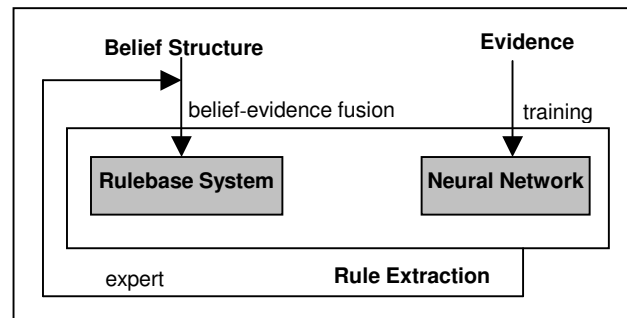 Belief Structure
Evidence
belief-evidence fusion
training
Rulebase System
Neural Network
Rule Extraction
expert